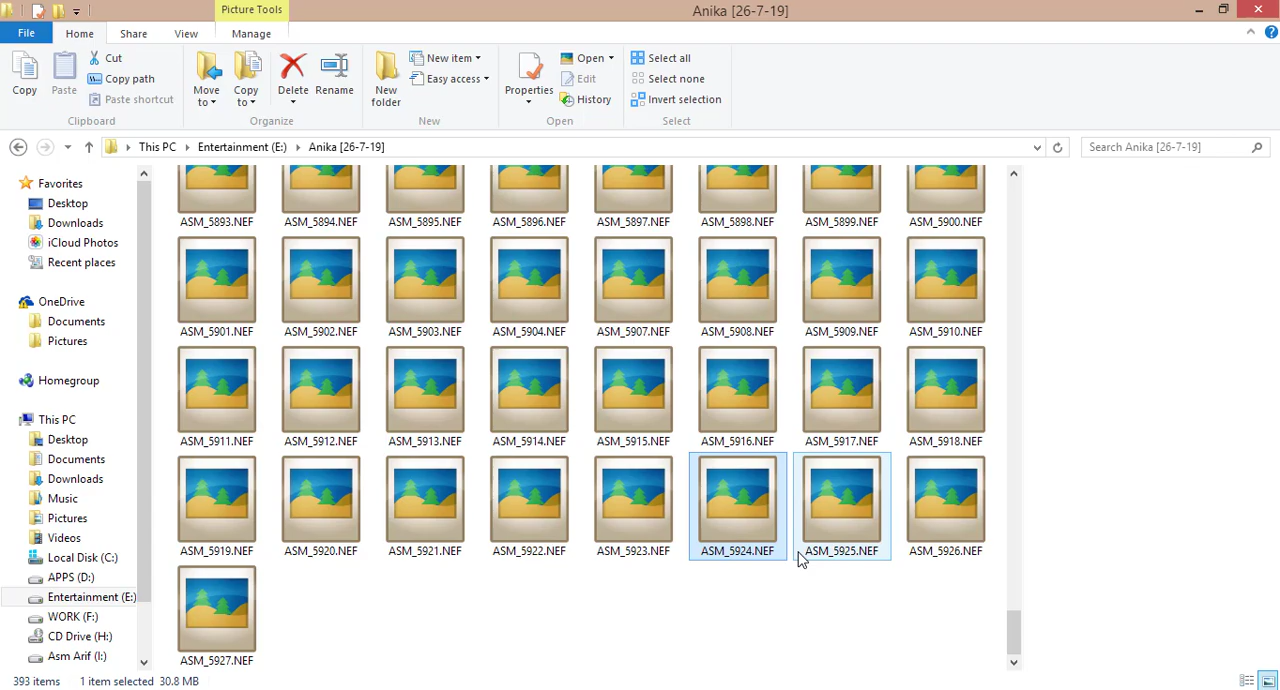 Picture Tools
Anika [26-7-19]
File
Home
Share
View
Manage
Copy
Paste
Cut
Copy path
Paste shortcut
Clipboard
Move to
Copy to
Delete
Rename
Organize
New folder
New item
Easy access
New
Properties
Open
Edit
History
Open
Select all
Select none
Invert selection
Select
This PC
Entertainment (E:)
Anika [26-7-19]
Search Anika [26-7-19]
Favorites
Desktop
Downloads
iCloud Photos
Recent places
OneDrive
Documents
Pictures
Homegroup
This PC
Desktop
Documents
Downloads
Music
Pictures
Videos
Local Disk (C:)
APPS (D:)
Entertainment (E:)
WORK (F:)
CD Drive (H:)
Asm Arif (I:)
ASM_5893.NEF ASM_5894.NEF ASM_5895.NEF ASM_5896.NEF ASM_5897.NEF ASM_5898.NEF ASM_5899.NEF ASM_5900.NEF
ASM_5901.NEF ASM_5902.NEF ASM_5903.NEF ASM_5904.NEF ASM_5907.NEF ASM_5908.NEF ASM_5909.NEF ASM_5910.NEF
ASM_5911.NEF ASM_5912.NEF ASM_5913.NEF ASM_5914.NEF ASM_5915.NEF ASM_5916.NEF ASM_5917.NEF ASM_5918.NEF
ASM_5919.NEF ASM_5920.NEF ASM_5921.NEF ASM_5922.NEF ASM_5923.NEF ASM_5924.NEF ASM_5925.NEF ASM_5926.NEF
ASM_5927.NEF
393 items 1 item selected 30.8 MB